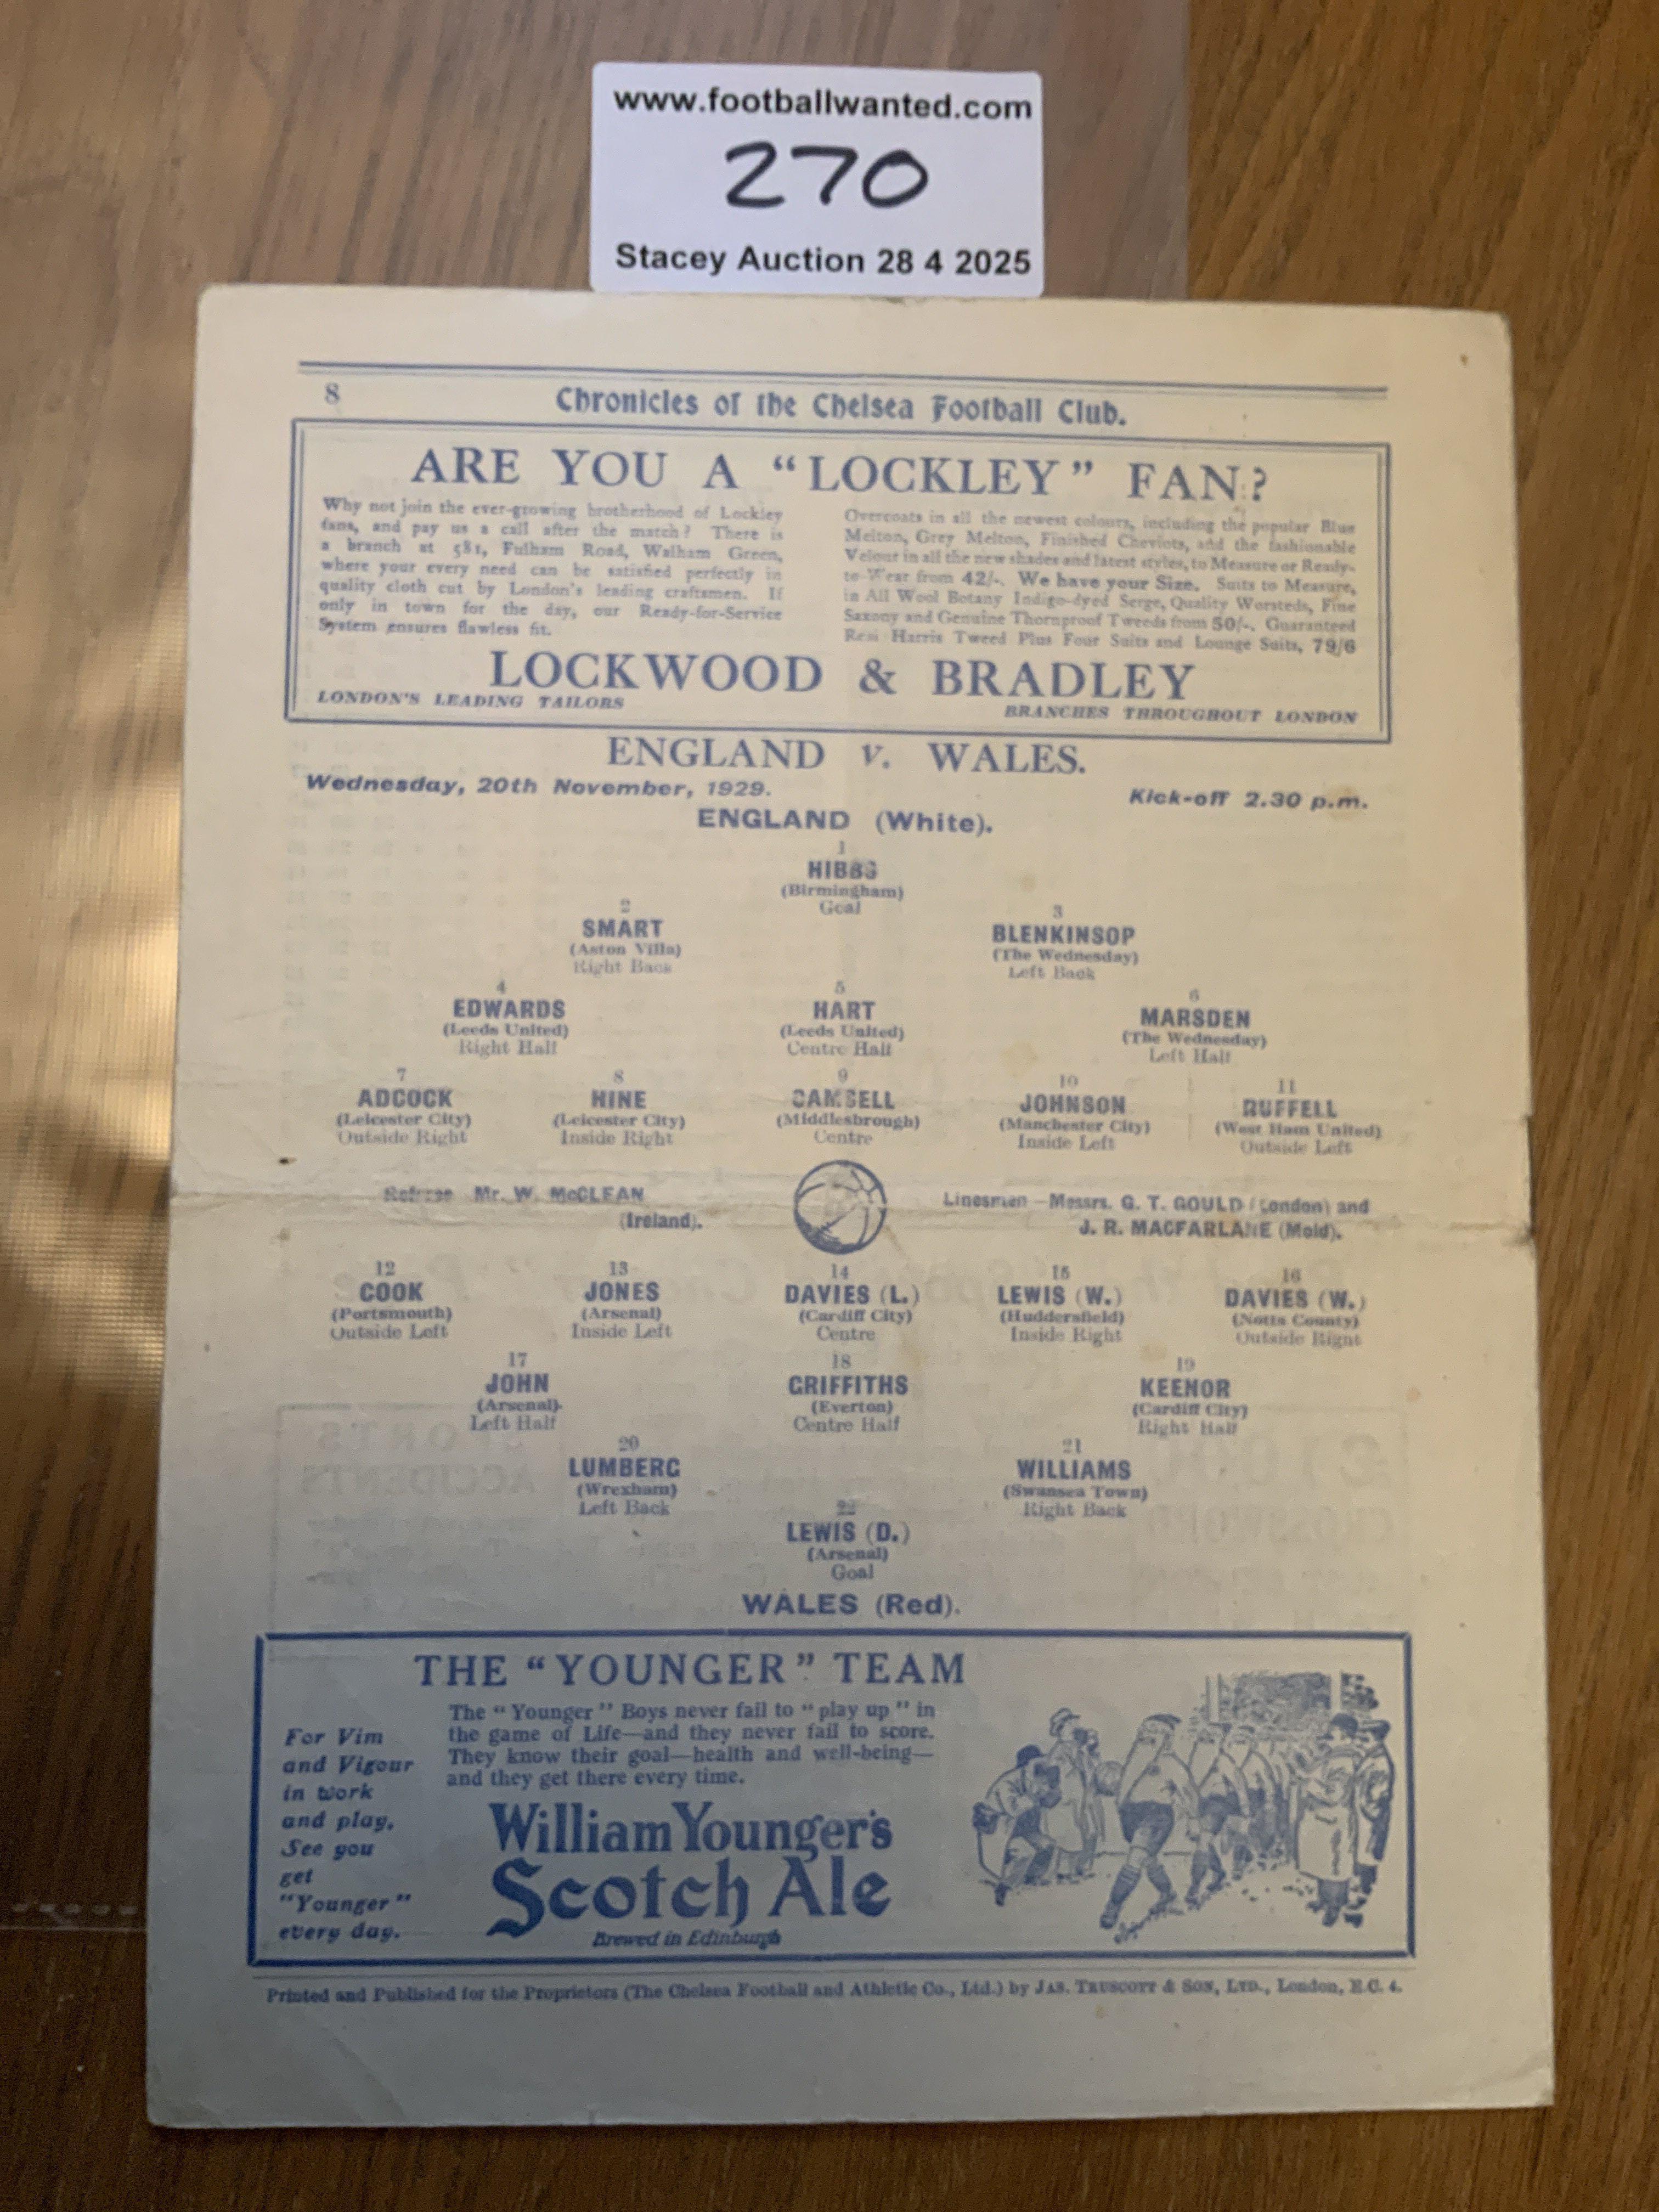 www.footballwanted.com
270
Stacey Auction 28 4 2025
8
Chronicles of the Chelsea Football Club.
ARE YOU A "LOCKLEY" FAN?
Why not join the ever-growing brotherhood of Lockley
fans, and pay us a call after the match? There is
a branch at 581, Fulham Road, Walham Green,
where your every need can be satisfied perfectly in
quality cloth cut by London's leading craftsmen. If
only in town for the day, our Ready-for-Service
System ensures flawless fit.
Overcoats in all the newest colours, including the popular Blue
Melton, Grey Melton, Finished Cheviots, and the fashionable
Velour in all the new shades and latest styles, to Measure or Ready-
to-Wear from 42/-. We have your Size. Suits to Measure,
in All Wool Botany Indigo-dyed Serge, Quality Worsteds, Fine
Saxony and Genuine Thornproof Tweeds from 50/-. Guaranteed
Real Harris Tweed Plus Four Suits and Lounge Suits, 79/6
LOCKWOOD & BRADLEY
LONDON'S LEADING TAILORS
BRANCHES THROUGHOUT LONDON
ENGLAND v. WALES.
Wednesday, 20th November, 1929.
Kick-off 2.30 p.m.
ENGLAND (White).
1
HIBBS
(Birmingham)
Goal
2
SMART
(Aston Villa)
Right Back
3
BLENKINSOP
(The Wednesday)
Left Back
4
EDWARDS
(Leeds United)
Right Half
5
HART
(Leeds United)
Centre Half
6
MARSDEN
(The Wednesday)
Left Half
7
ADCOCK
(Leicester City)
Outside Right
8
HINE
(Leicester City)
Inside Right
9
CAMSELL
(Middlesbrough)
Centre
10
JOHNSON
(Manchester City)
Inside Left
11
RUFFELL
(West Ham United)
Outside Left
Referee Mr. W. McCLEAN
(Ireland).
Linesmen—Messrs. G. T. GOULD (London) and
J. R. MACFARLANE (Mold).
12
COOK
(Portsmouth)
Outside Left
13
JONES
(Arsenal)
Inside Left
14
DAVIES (L.)
(Cardiff City)
Centre
15
LEWIS (W.)
(Huddersfield)
Inside Right
16
DAVIES (W.)
(Notts County)
Outside Right
17
JOHN
(Arsenal)
Left Half
18
GRIFFITHS
(Everton)
Centre Half
19
KEENOR
(Cardiff City)
Right Half
20
LUMBERG
(Wrexham)
Left Back
21
WILLIAMS
(Swansea Town)
Right Back
22
LEWIS (D.)
(Arsenal)
Goal
WALES (Red).
THE "YOUNGER" TEAM
For Vim
and Vigour
in work
and play.
See you
get
"Younger"
every day.
The "Younger" Boys never fail to "play up" in
the game of Life—and they never fail to score.
They know their goal—health and well-being—
and they get there every time.
William Younger's
Scotch Ale
Brewed in Edinburgh
Printed and Published for the Proprietors (The Chelsea Football and Athletic Co., Ltd.) by JAS. TRUSCOTT & SON, LTD., London, E.C. 4.